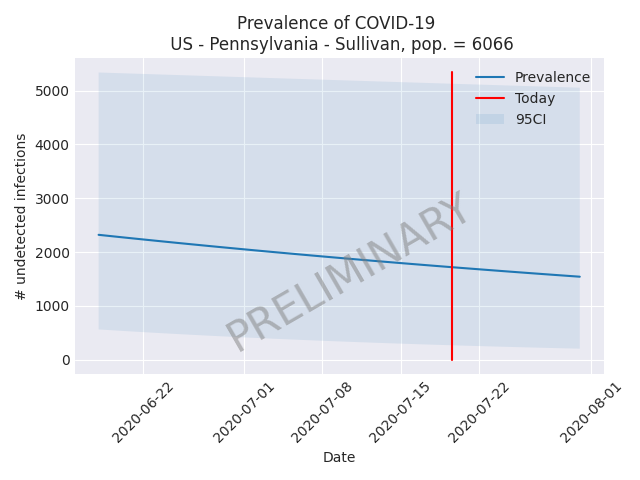 Prevalence of COVID-19
US - Pennsylvania - Sullivan, pop. = 6066
Prevalence
Today
95CI
# undetected infections
5000
4000
3000
2000
1000
0
PRELIMINARY
2020-06-22
2020-07-01
2020-07-08
2020-07-15
2020-07-22
2020-08-01
Date